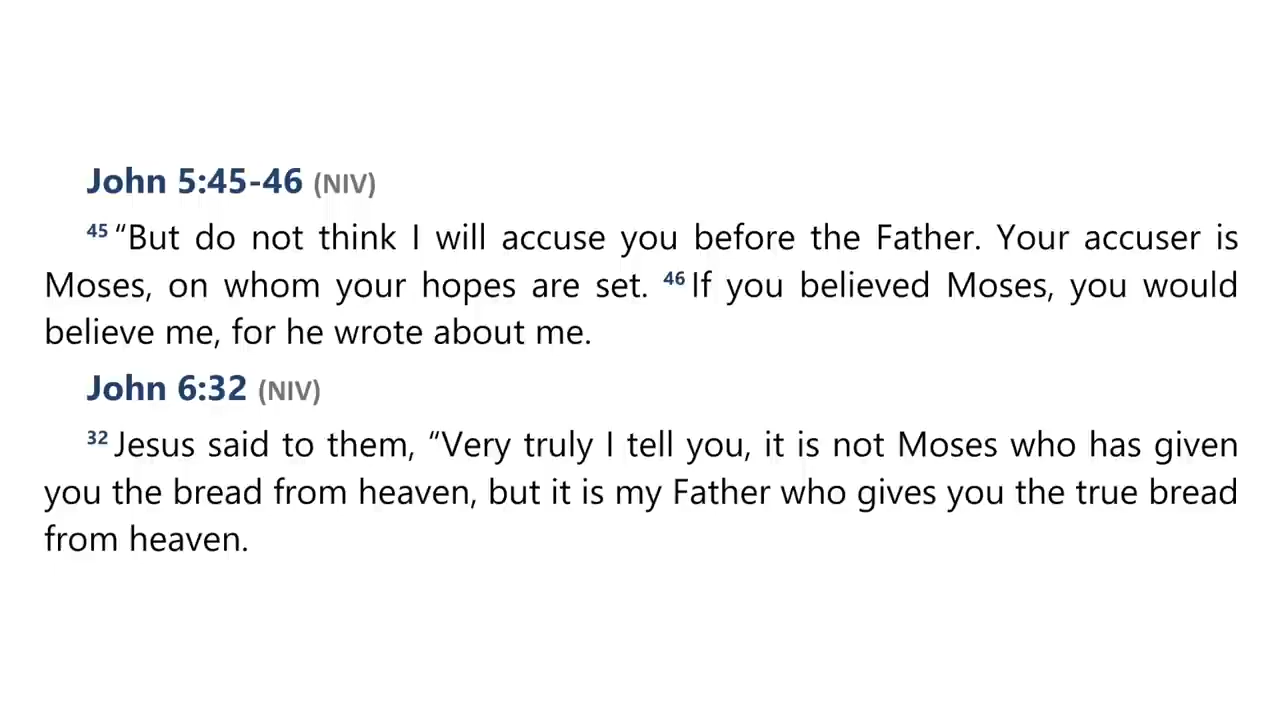 John 5:45-46 (NIV)
45 “But do not think I will accuse you before the Father. Your accuser is
Moses, on whom your hopes are set. 46 If you believed Moses, you would
believe me, for he wrote about me.
John 6:32 (NIV)
32 Jesus said to them, “Very truly I tell you, it is not Moses who has given
you the bread from heaven, but it is my Father who gives you the true bread
from heaven.